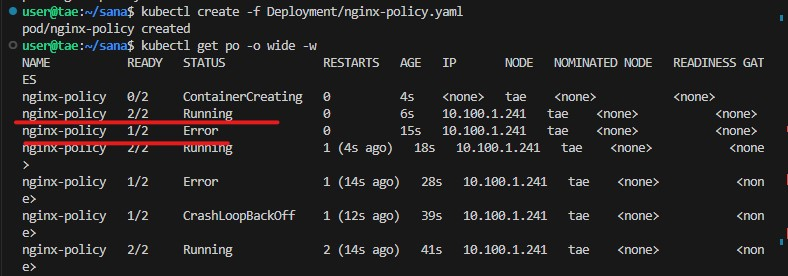 user@tae:~/sana$ kubectl create -f Deployment/nginx-policy.yaml
pod/nginx-policy created
user@tae:~/sana$ kubectl get po -o wide -w
NAME READY STATUS RESTARTS AGE IP NODE NOMINATED NODE READINESS GAT
ES
nginx-policy 0/2 ContainerCreating 0 4s <none> tae <none> <none>
nginx-policy 2/2 Running 0 6s 10.100.1.241 tae <none> <none>
nginx-policy 1/2 Error 0 15s 10.100.1.241 tae <none> <none>
nginx-policy 2/2 Running 1 (4s ago) 18s 10.100.1.241 tae <none> <none
>
nginx-policy 1/2 Error 1 (14s ago) 28s 10.100.1.241 tae <none> <non
e>
nginx-policy 1/2 CrashLoopBackOff 1 (12s ago) 39s 10.100.1.241 tae <none> <non
e>
nginx-policy 2/2 Running 2 (14s ago) 41s 10.100.1.241 tae <none> <non
e>